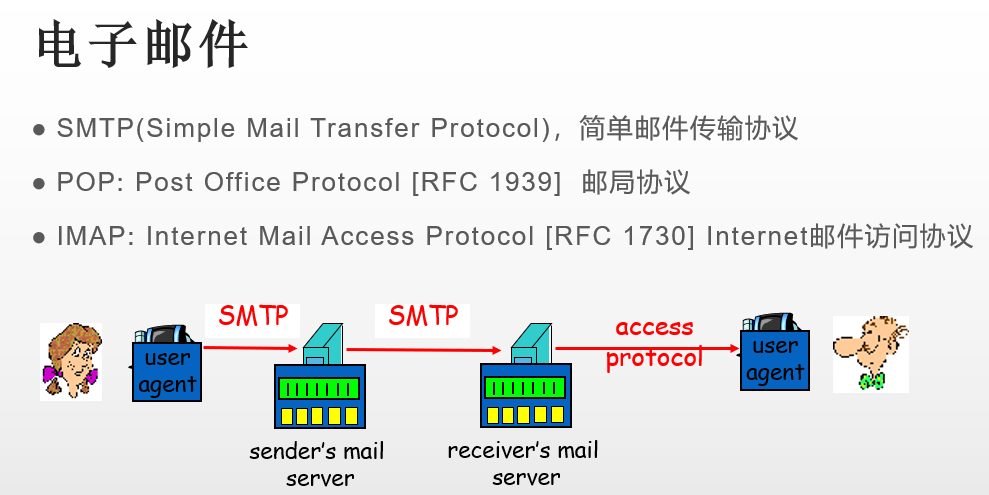 电子邮件
● SMTP(Simple Mail Transfer Protocol)，简单邮件传输协议
● POP: Post Office Protocol [RFC 1939] 邮局协议
● IMAP: Internet Mail Access Protocol [RFC 1730] Internet邮件访问协议
SMTP
SMTP
access
protocol
user
agent
user
agent
sender's mail
server
receiver's mail
server